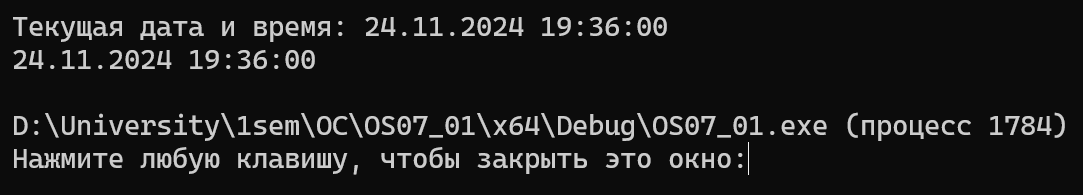 Текущая дата и время: 24.11.2024 19:36:00
24.11.2024 19:36:00
D:\University\1sem\OC\OS07_01\x64\Debug\OS07_01.exe (процесс 1784)
Нажмите любую клавишу, чтобы закрыть это окно: